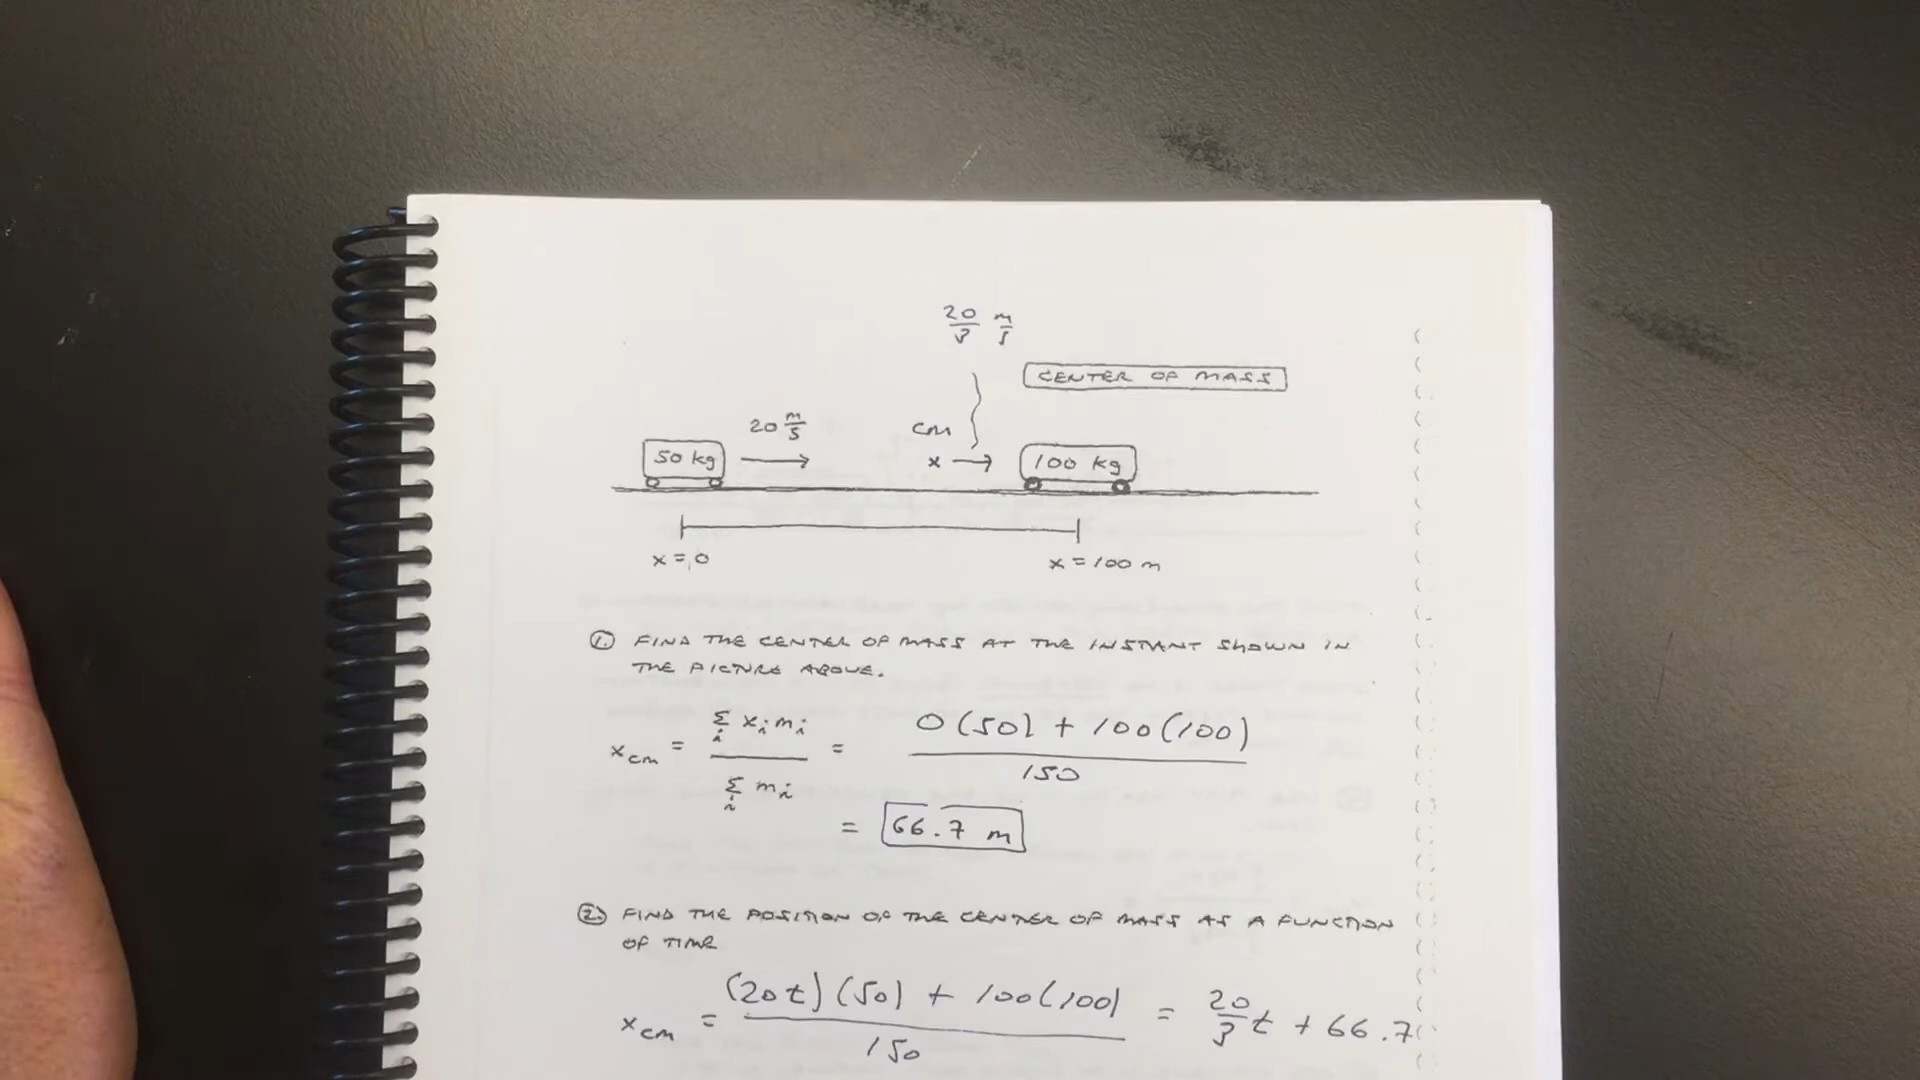 20/3 m/s
CENTER OF MASS
20 m/s
cm
50 kg
x
100 kg
x = 0
x = 100 m
1. FIND THE CENTER OF MASS AT THE INSTANT SHOWN IN
THE PICTURE ABOVE.
x_cm = Σ_i x_i m_i / Σ_i m_i = 0(50) + 100(100) / 150
= 66.7 m
2. FIND THE POSITION OF THE CENTER OF MASS AS A FUNCTION
OF TIME
x_cm = (20t)(50) + 100(100) / 150 = 20/3 t + 66.7